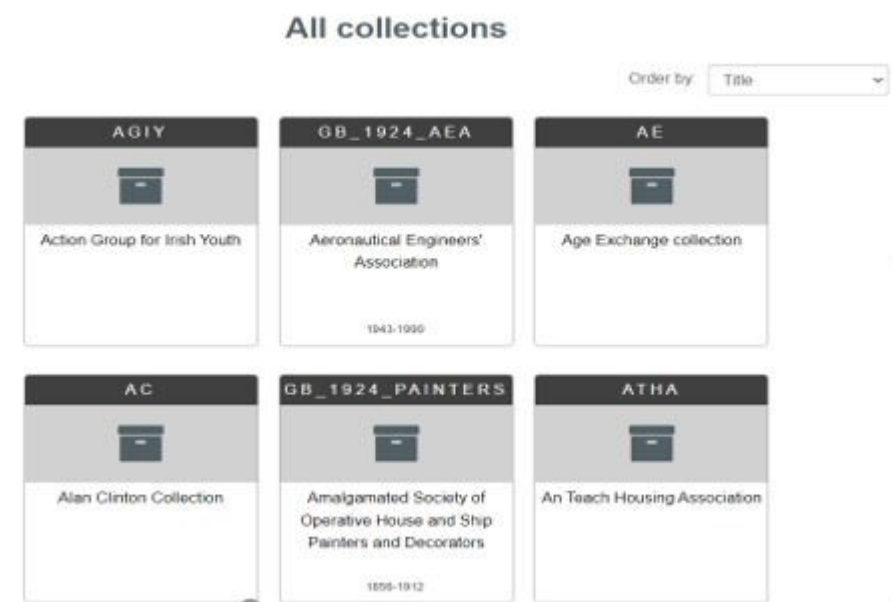 All collections
Order by Title
AGIY
GB_1924_AEA
AE
Action Group for Irish Youth
Aeronautical Engineers'
Association
1943-1990
Age Exchange collection
AC
GB_1924_PAINTERS
ATHA
Alan Clinton Collection
Amalgamated Society of
Operative House and Ship
Painters and Decorators
An Teach Housing Association